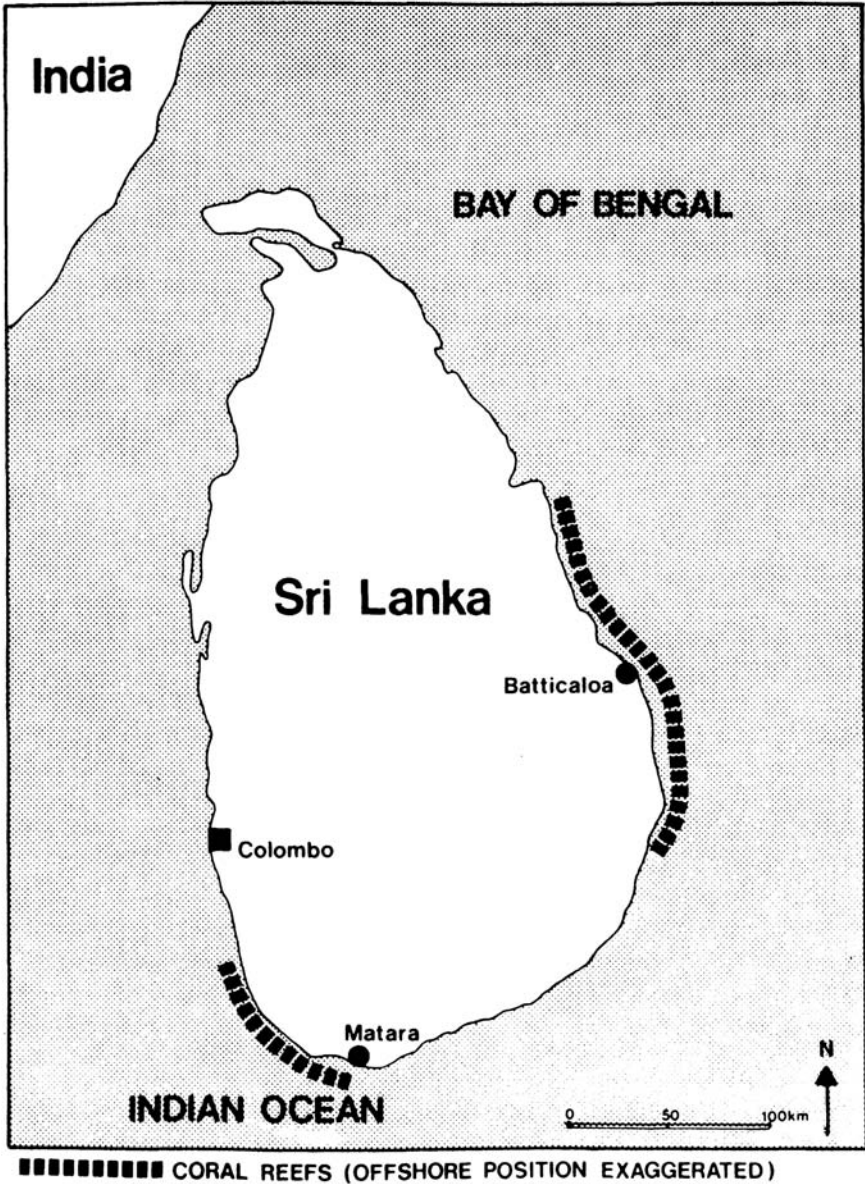 India
BAY OF BENGAL
Sri Lanka
Batticaloa
Colombo
Matara
N
INDIAN OCEAN
0 50 100km
CORAL REEFS (OFFSHORE POSITION EXAGGERATED)